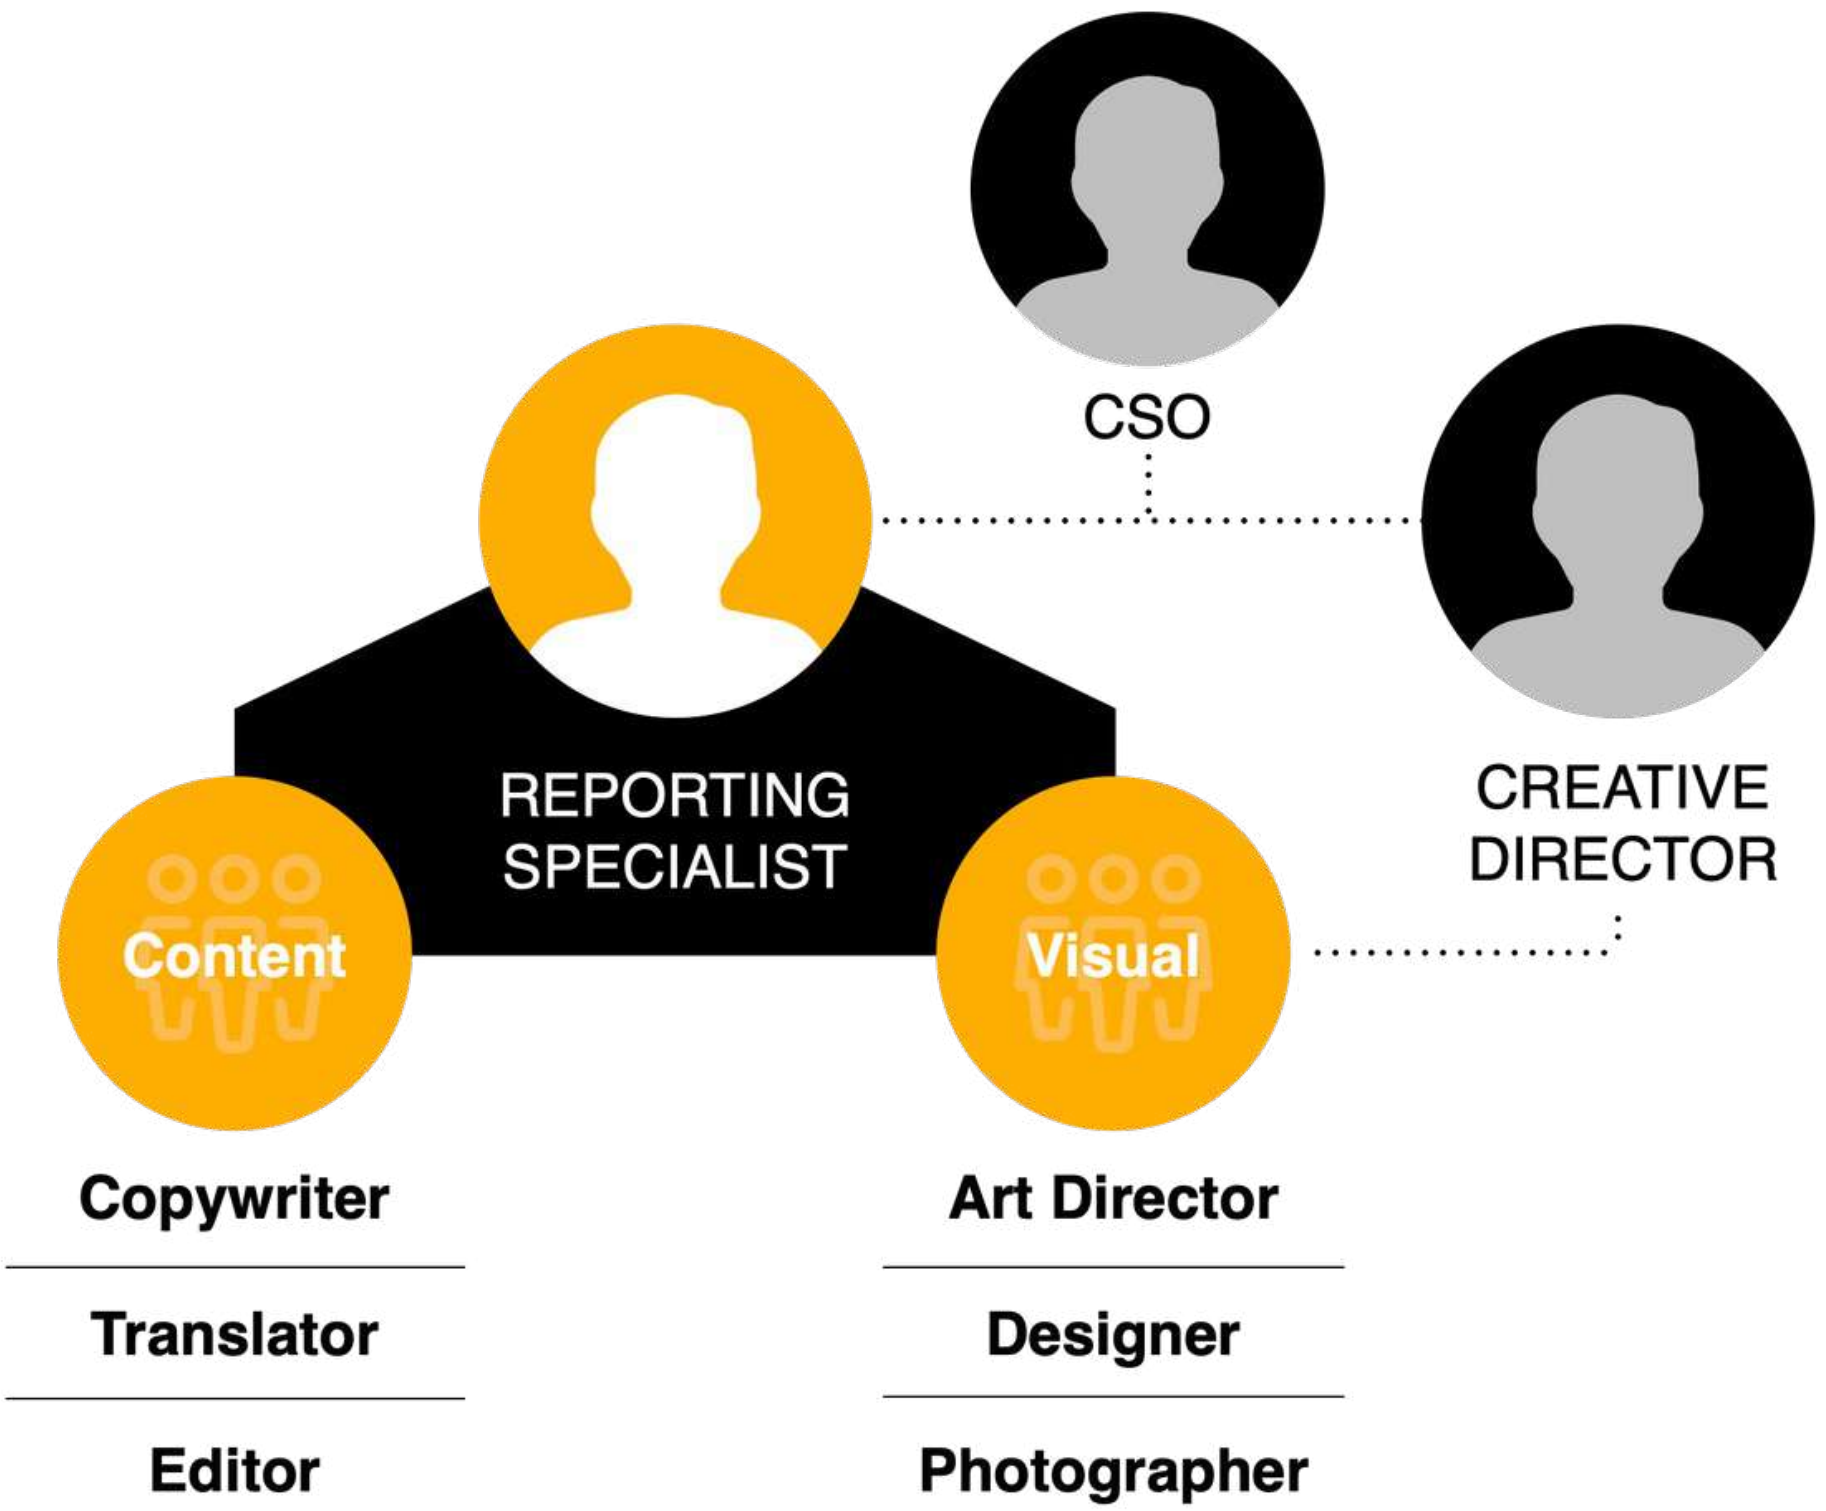 CSO
REPORTING
SPECIALIST
CREATIVE
DIRECTOR
Content
Visual
Copywriter
Translator
Editor
Art Director
Designer
Photographer